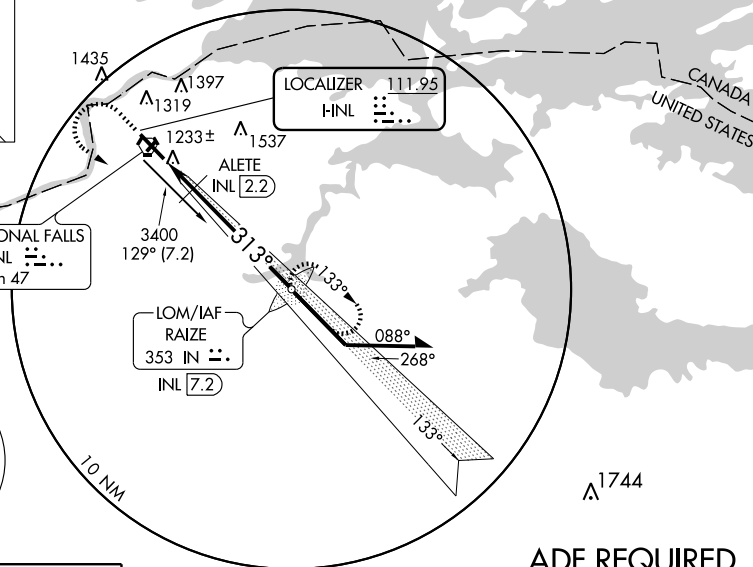 1435
1397
1319
LOCALIZER 111.95
I-INL
CANADA
UNITED STATES
1233±
1537
ALETE
INL 2.2
3400
129° (7.2)
313°
FALLS
47
133°
LOM/IAF
RAIZE
353 IN
INL 7.2
088°
268°
133°
10 NM
1744
ADF REQUIRED